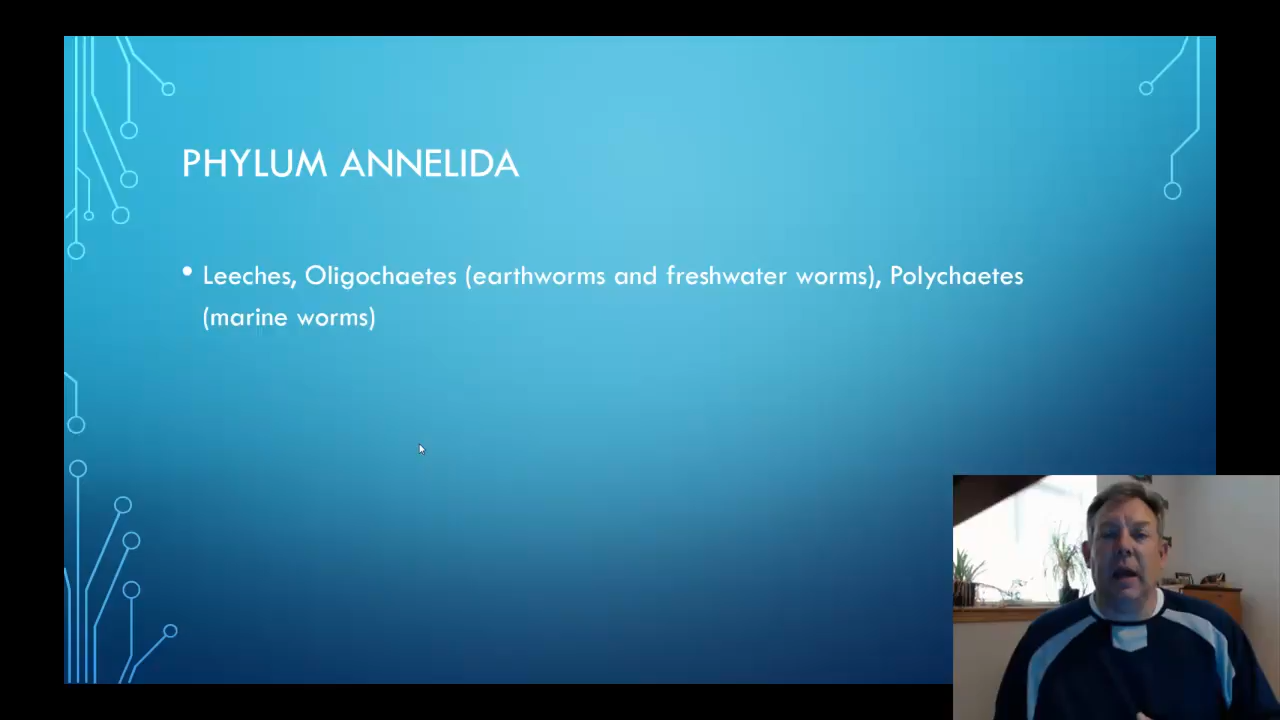 PHYLUM ANNELIDA
• Leeches, Oligochaetes (earthworms and freshwater worms), Polychaetes
(marine worms)